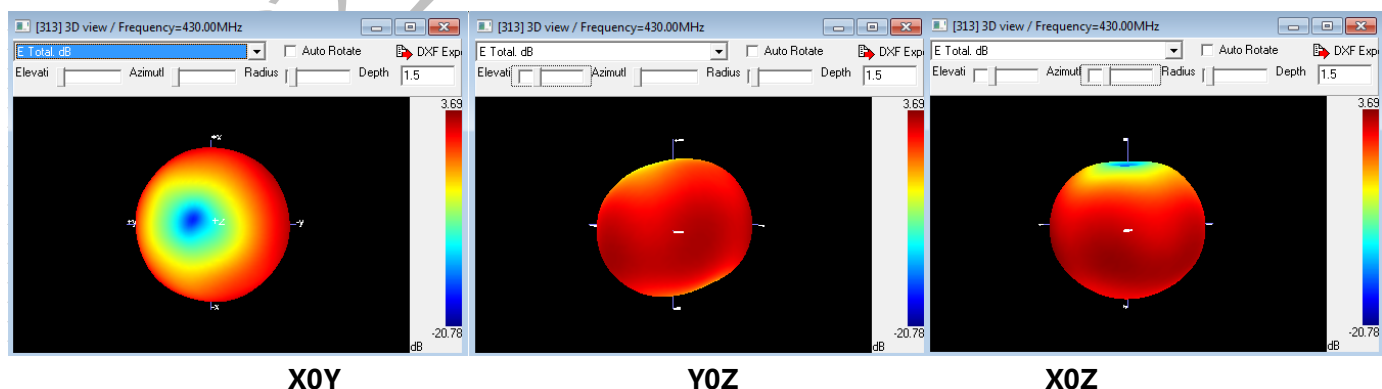 [313] 3D view / Frequency=430.00MHz
E Total. dB
Auto Rotate
DXF Exp
Elevati
Azimutl
Radius
Depth
1.5
3.69
+Z
-y
-x
-20.78
dB
X0Y
[313] 3D view / Frequency=430.00MHz
E Total. dB
Auto Rotate
DXF Exp
Elevati
Azimutl
Radius
Depth
1.5
3.69
-20.78
dB
Y0Z
[313] 3D view / Frequency=430.00MHz
E Total. dB
Auto Rotate
DXF Exp
Elevati
Azimutl
Radius
Depth
1.5
3.69
-20.78
dB
X0Z